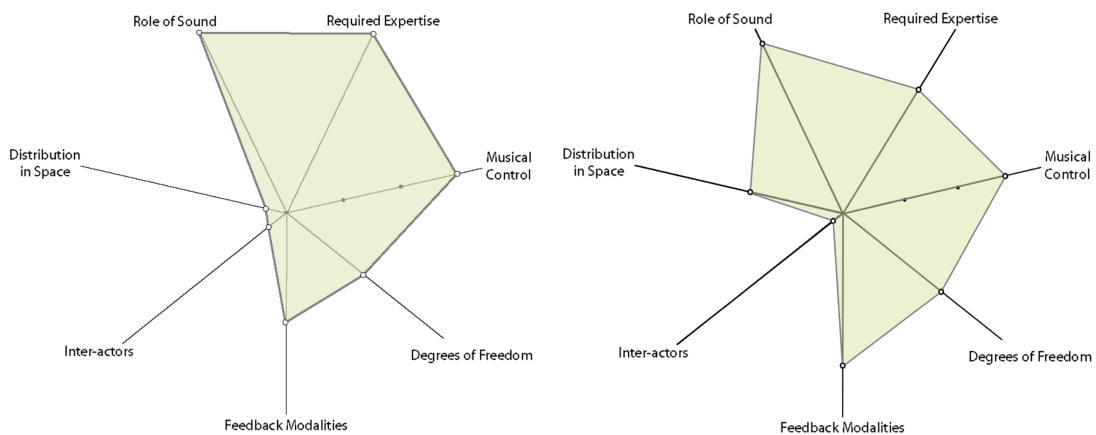 Role of Sound
Required Expertise
Musical
Control
Degrees of Freedom
Feedback Modalities
Inter-actors
Distribution
in Space
Role of Sound
Required Expertise
Musical
Control
Degrees of Freedom
Feedback Modalities
Inter-actors
Distribution
in Space